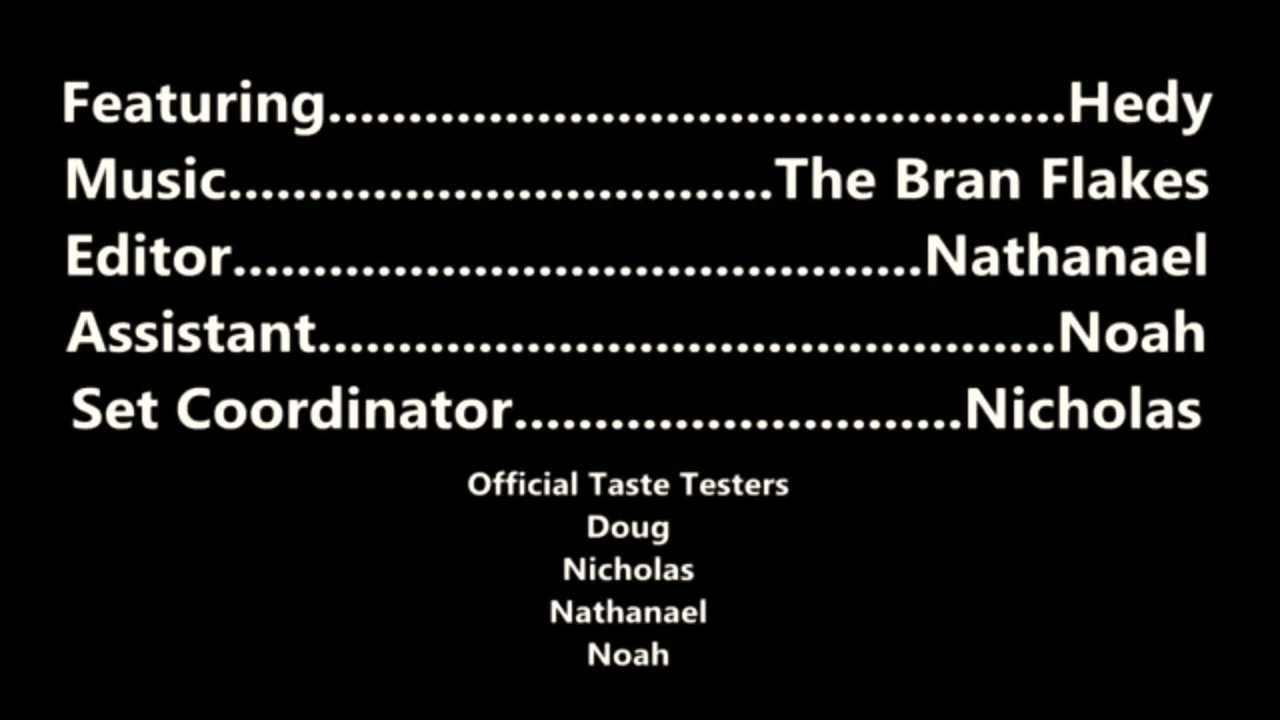 Featuring..............................................Hedy
Music..................................The Bran Flakes
Editor...........................................Nathanael
Assistant..............................................Noah
Set Coordinator............................Nicholas
Official Taste Testers
Doug
Nicholas
Nathanael
Noah